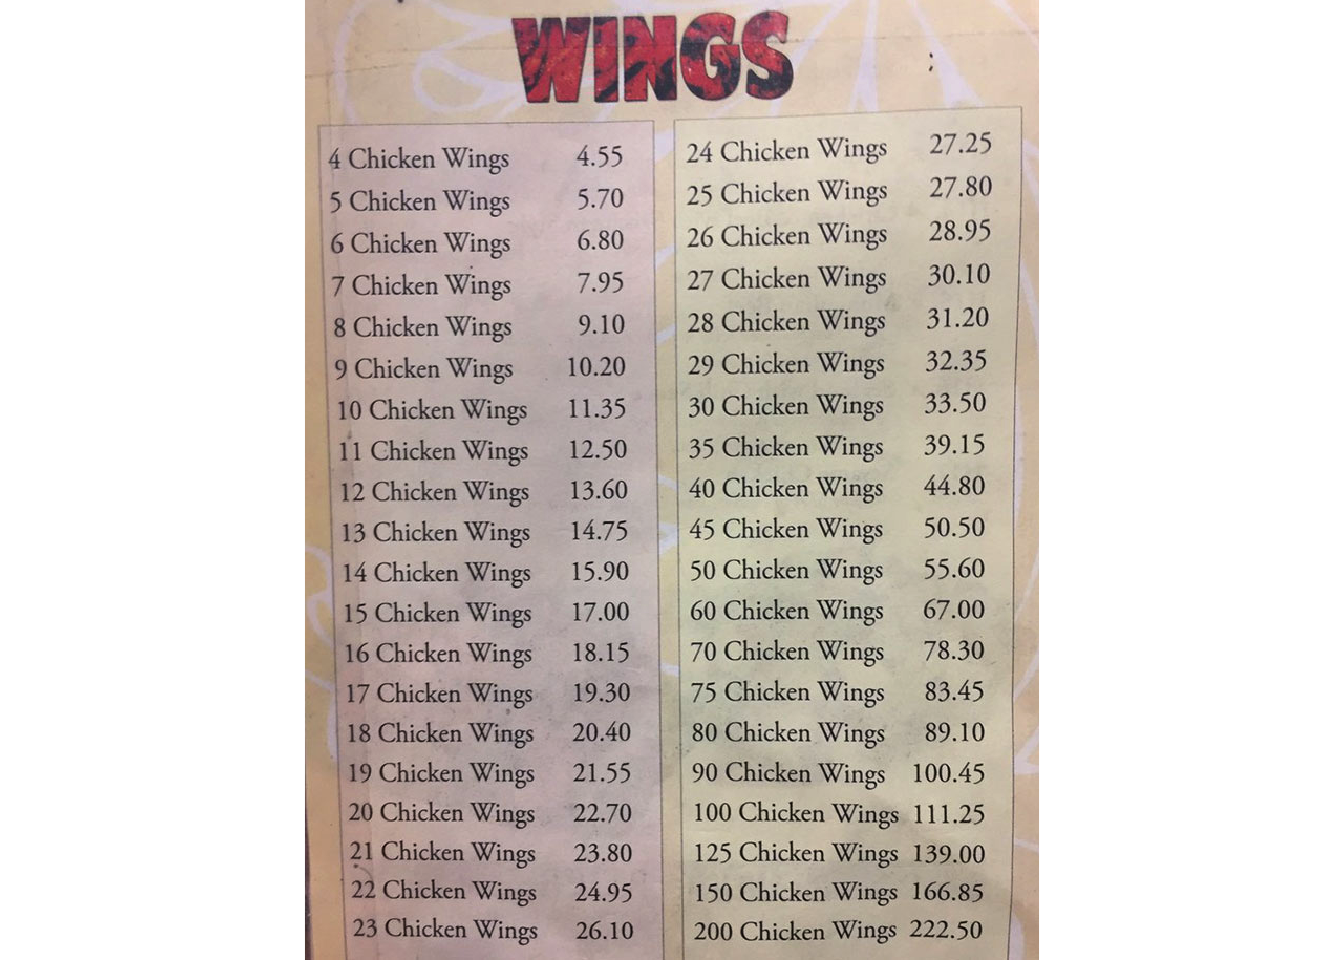 WINGS
4 Chicken Wings 4.55
5 Chicken Wings 5.70
6 Chicken Wings 6.80
7 Chicken Wings 7.95
8 Chicken Wings 9.10
9 Chicken Wings 10.20
10 Chicken Wings 11.35
11 Chicken Wings 12.50
12 Chicken Wings 13.60
13 Chicken Wings 14.75
14 Chicken Wings 15.90
15 Chicken Wings 17.00
16 Chicken Wings 18.15
17 Chicken Wings 19.30
18 Chicken Wings 20.40
19 Chicken Wings 21.55
20 Chicken Wings 22.70
21 Chicken Wings 23.80
22 Chicken Wings 24.95
23 Chicken Wings 26.10
24 Chicken Wings 27.25
25 Chicken Wings 27.80
26 Chicken Wings 28.95
27 Chicken Wings 30.10
28 Chicken Wings 31.20
29 Chicken Wings 32.35
30 Chicken Wings 33.50
35 Chicken Wings 39.15
40 Chicken Wings 44.80
45 Chicken Wings 50.50
50 Chicken Wings 55.60
60 Chicken Wings 67.00
70 Chicken Wings 78.30
75 Chicken Wings 83.45
80 Chicken Wings 89.10
90 Chicken Wings 100.45
100 Chicken Wings 111.25
125 Chicken Wings 139.00
150 Chicken Wings 166.85
200 Chicken Wings 222.50